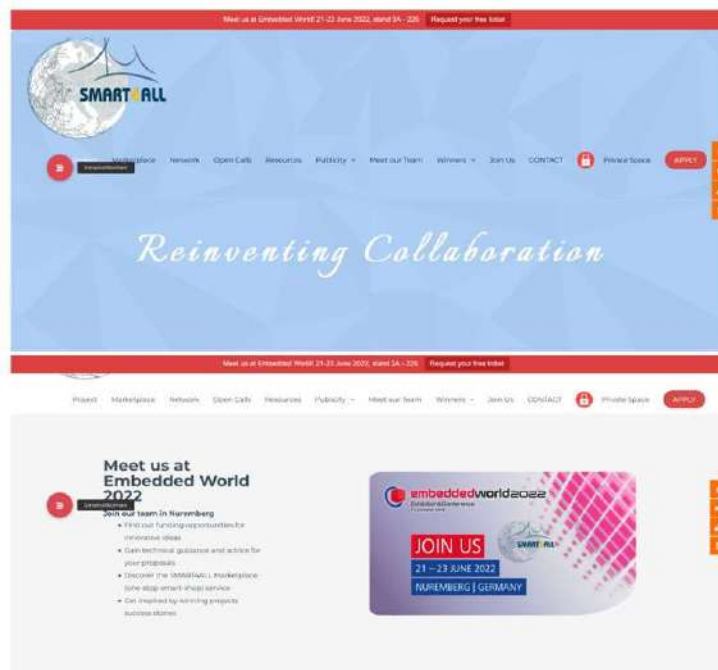 Meet us at Embedded World! 21-23 June 2022, stand 3A - 226 Request your free ticket
SMART4ALL
Marketplace Network Open Calls Resources Publicity Meet our Team Winners Join Us CONTACT Private Space APPLY
Reinventing Collaboration
Meet us at Embedded World! 21-23 June 2022, stand 3A - 226 Request your free ticket
Project Marketplace Network Open Calls Resources Publicity Meet our Team Winners Join Us CONTACT Private Space APPLY
Meet us at
Embedded World
2022
Join our team in Nuremberg
Find our funding opportunities for
innovative ideas
Gain technical guidance and advice for
your proposals
Discover the SMART4ALL Marketplace
(one-stop smart-shop) service
Get inspired by winning projects
success stories
embeddedworld2022
Exhibition&Conference
JOIN US
SMART4ALL
21 – 23 JUNE 2022
NUREMBERG | GERMANY